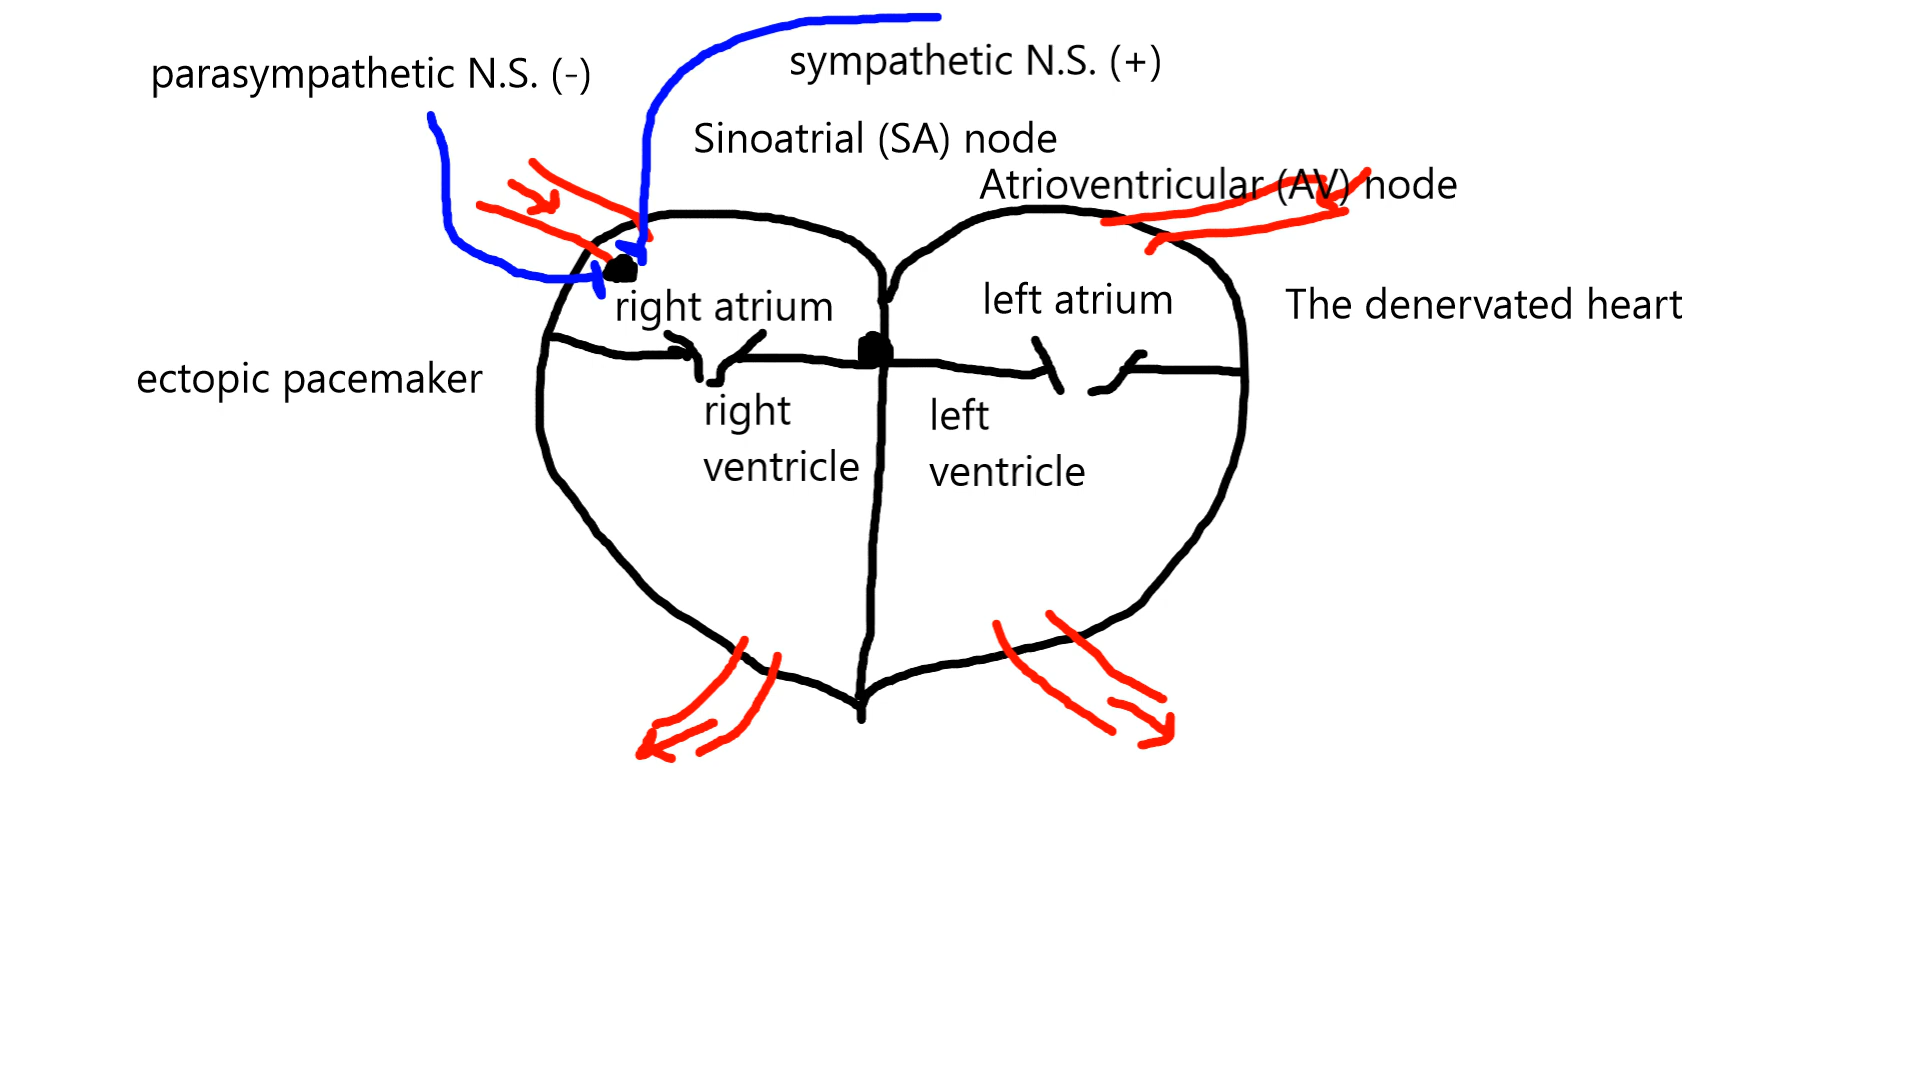 parasympathetic N.S. (-)
sympathetic N.S. (+)
Sinoatrial (SA) node
Atrioventricular (AV) node
right atrium
left atrium
The denervated heart
ectopic pacemaker
right
ventricle
left
ventricle